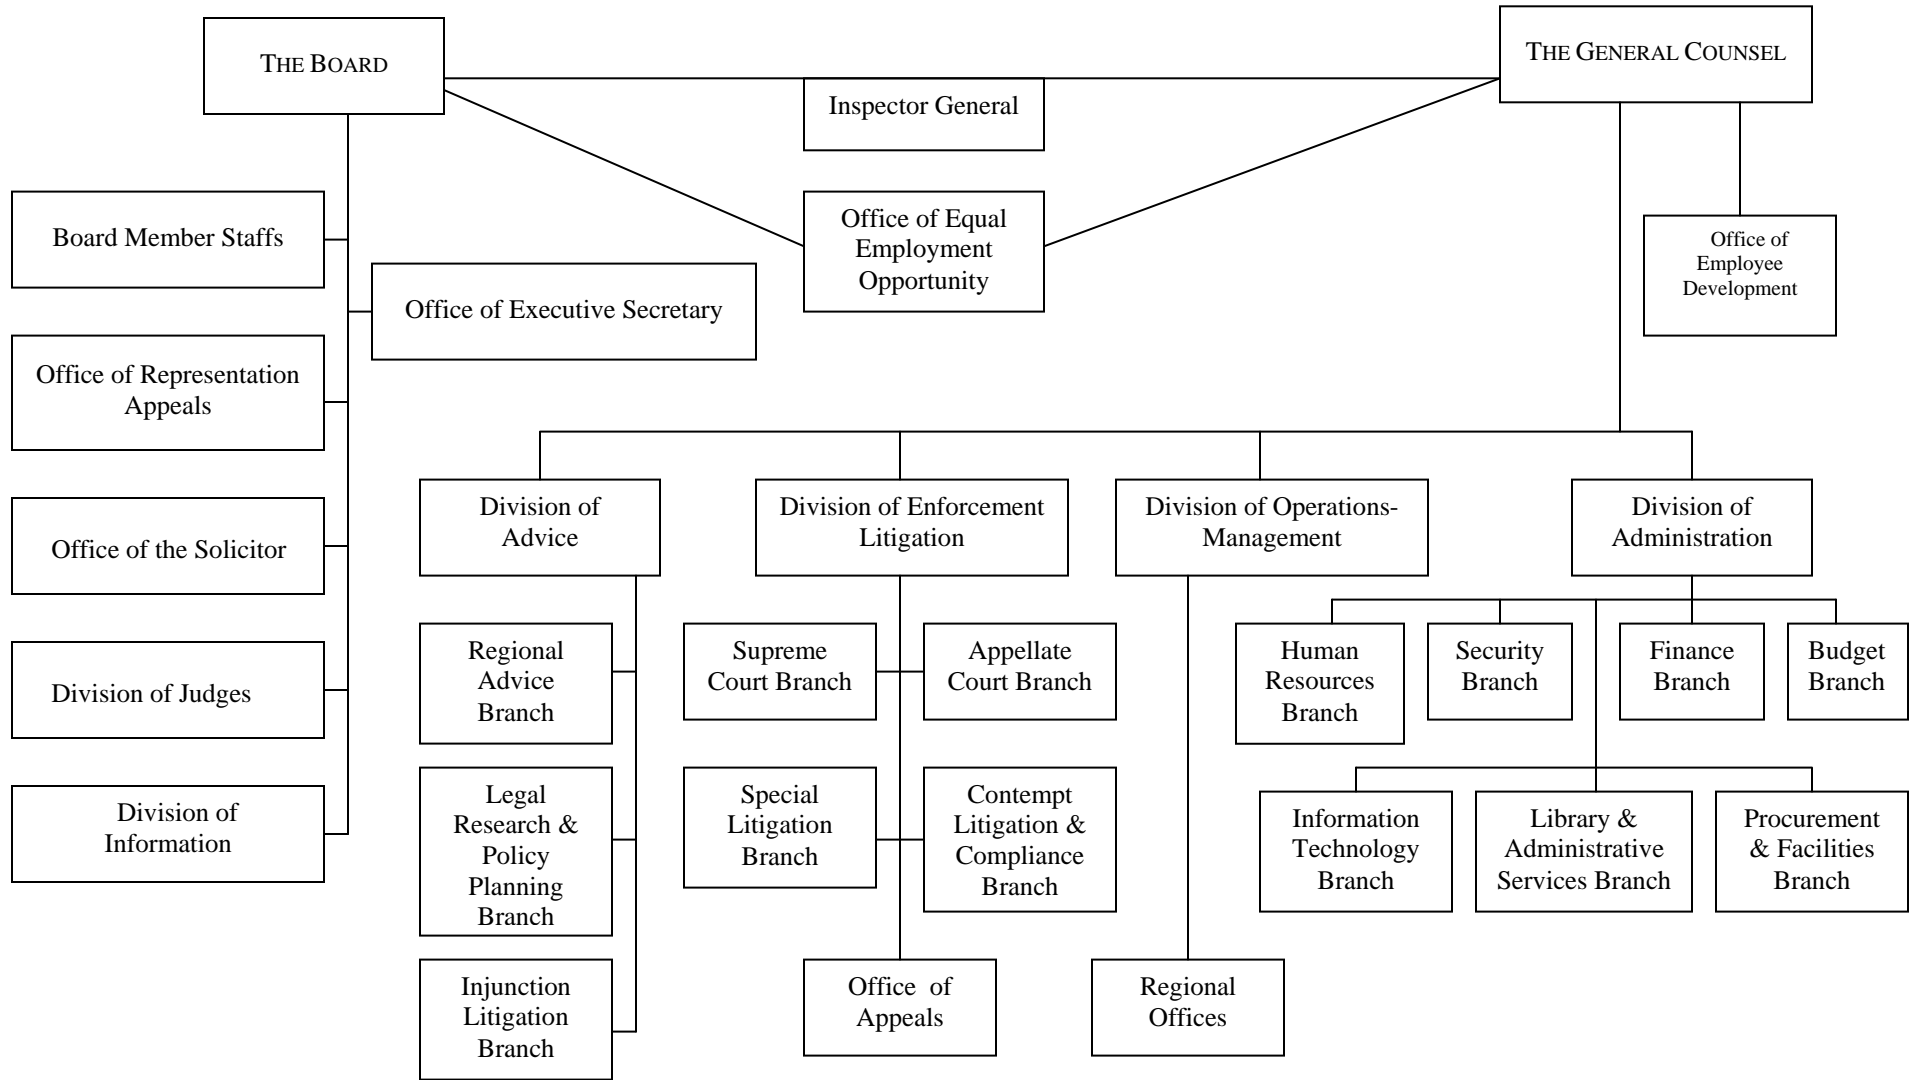 THE BOARD
THE GENERAL COUNSEL
Inspector General
Office of Equal
Employment
Opportunity
Office of
Employee
Development
Board Member Staffs
Office of Executive Secretary
Office of Representation
Appeals
Office of the Solicitor
Division of Judges
Division of
Information
Division of
Advice
Division of Enforcement
Litigation
Division of Operations-
Management
Division of
Administration
Regional
Advice
Branch
Legal
Research &
Policy
Planning
Branch
Injunction
Litigation
Branch
Supreme
Court Branch
Appellate
Court Branch
Special
Litigation
Branch
Contempt
Litigation &
Compliance
Branch
Office of
Appeals
Regional
Offices
Human
Resources
Branch
Security
Branch
Finance
Branch
Budget
Branch
Information
Technology
Branch
Library &
Administrative
Services Branch
Procurement
& Facilities
Branch